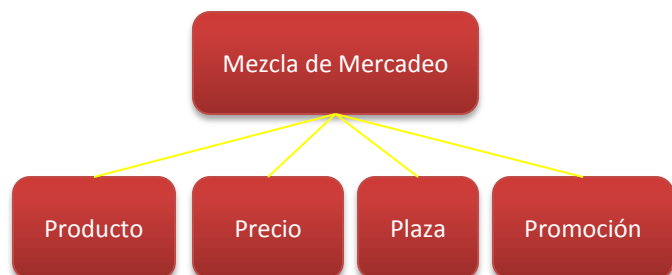 Mezcla de Mercadeo
Producto
Precio
Plaza
Promoción